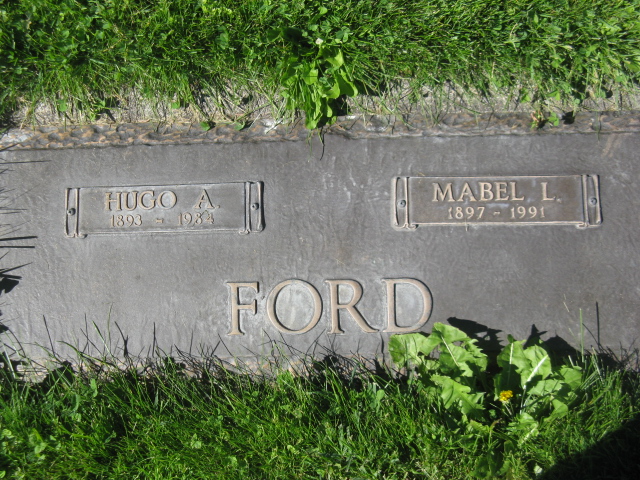 HUGO A.
1893 - 1984
MABEL L.
1897 - 1991
FORD